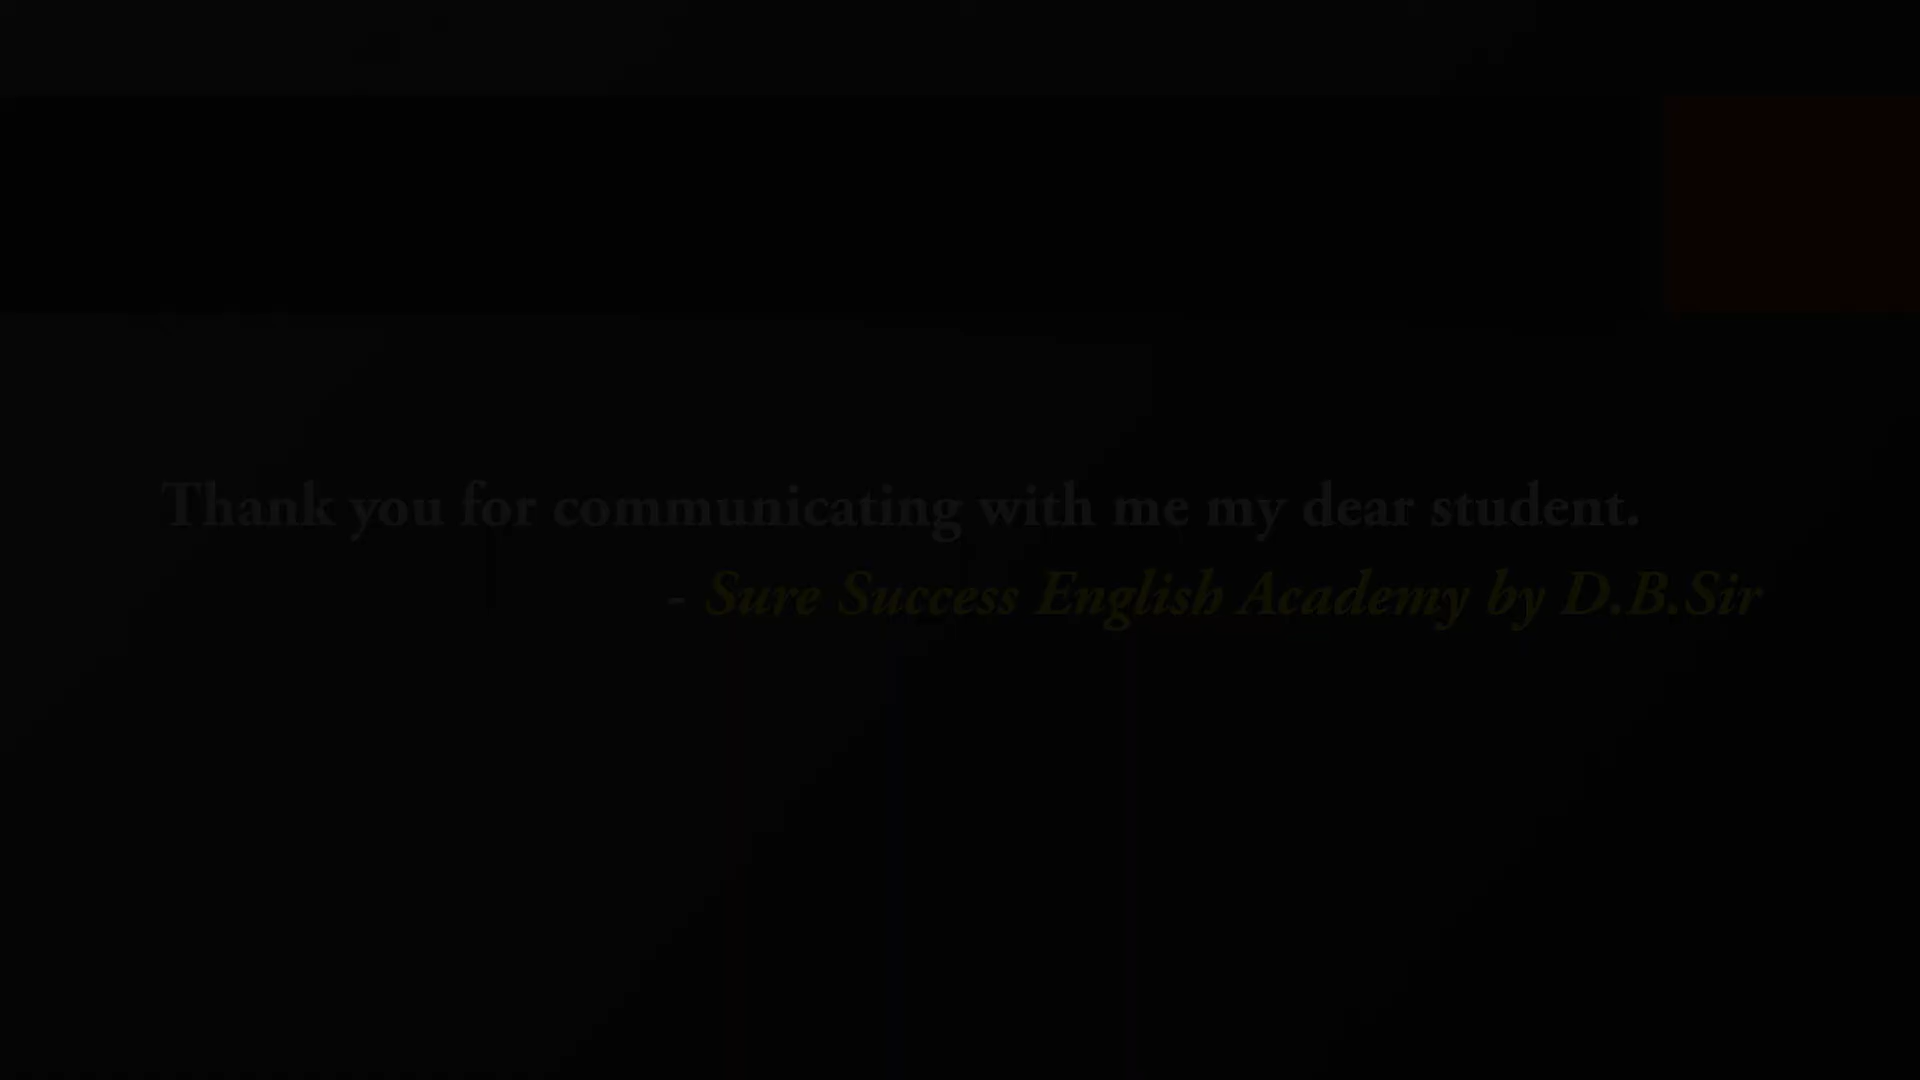 Thank you for communicating with me my dear student.
- Sure Success English Academy by D.B.Sir